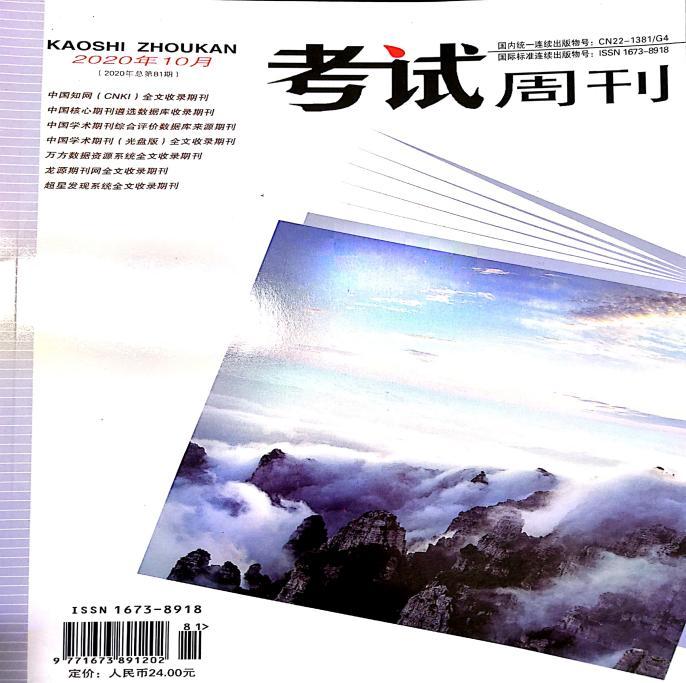 KAOSHI ZHOUKAN
2020年10月
（2020年总第81期）
考试周刊
国内统一连续出版物号：CN22-1381/G4
国际标准连续出版物号：ISSN 1673-8918
中国知网（CNKI）全文收录期刊
中国核心期刊遴选数据库收录期刊
中国学术期刊综合评价数据库来源期刊
中国学术期刊（光盘版）全文收录期刊
万方数据资源系统全文收录期刊
龙源期刊网全文收录期刊
超星发现系统全文收录期刊
ISSN 1673-8918
81>
9 771673 891202
定价：人民币24.00元